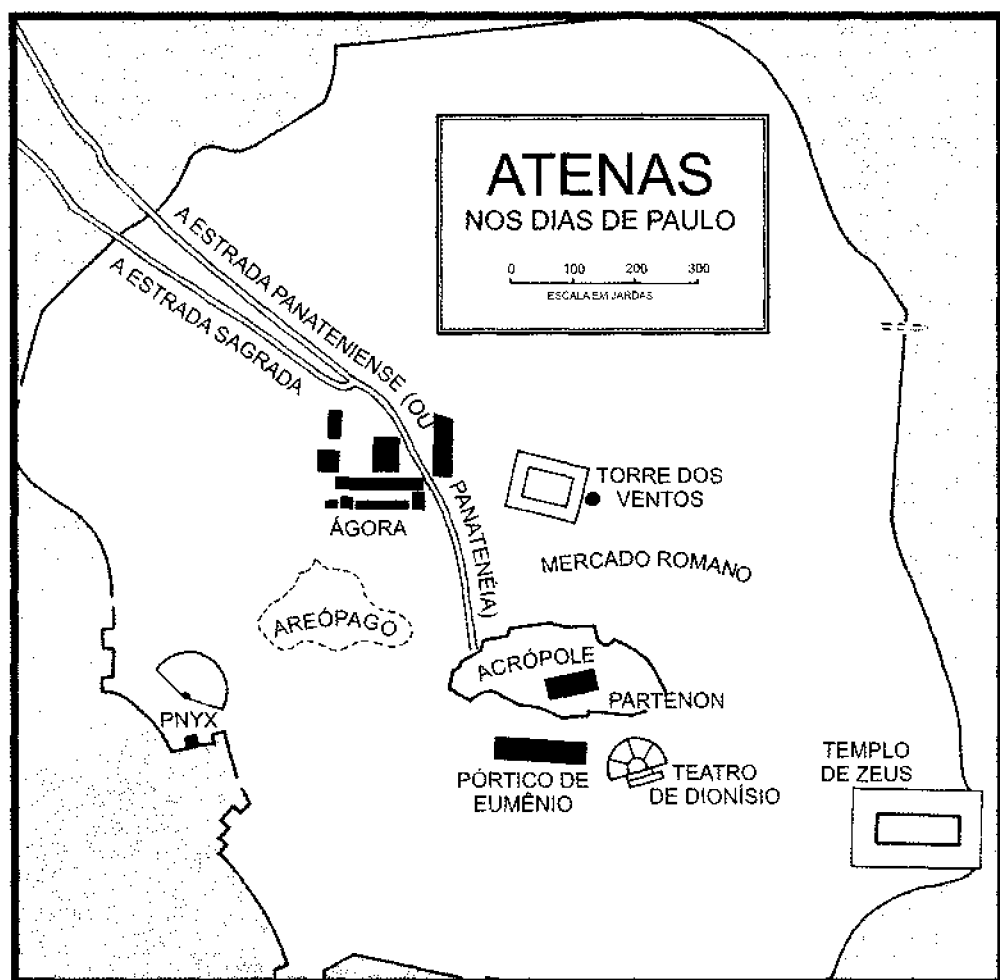 ATENAS
NOS DIAS DE PAULO
0 100 200 300
ESCALA EM JARDAS
A ESTRADA PANATENIENSE (OU
PANATENÉIA)
A ESTRADA SAGRADA
TORRE DOS
VENTOS
ÁGORA
MERCADO ROMANO
AREÓPAGO
ACRÓPOLE
PARTENON
PNYX
PÓRTICO DE
EUMÊNIO
TEATRO
DE DIONÍSIO
TEMPLO
DE ZEUS